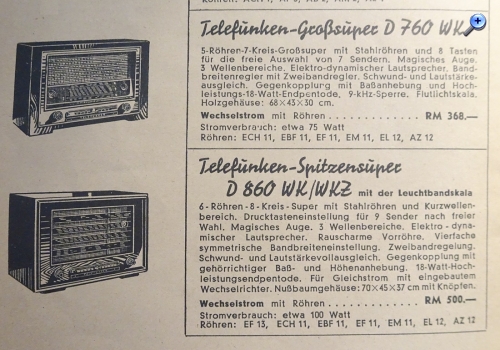 Telefunken-Großsuper D 760 WK
5-Röhren-7-Kreis-Großsuper mit Stahlröhren und 8 Tasten
für die freie Auswahl von 7 Sendern. Magisches Auge.
3 Wellenbereiche. Elektro-dynamischer Lautsprecher. Band-
breitenregler mit Zweibandregler. Schwund- und Lautstärke-
ausgleich. Gegenkopplung mit Baßanhebung und Hoch-
leistungs-18-Watt-Endpentode, 9-kHz-Sperre. Flutlichtskala.
Holzgehäuse: 68×43×30 cm.
Wechselstrom mit Röhren . . . . . . . . . RM 368.—
Stromverbrauch: etwa 75 Watt
Röhren: ECH 11, EBF 11, EF 11, EM 11, EL 12, AZ 12
Telefunken-Spitzensuper
D 860 WK/WKZ mit der Leuchtbandskala
6-Röhren-8-Kreis-Super mit Stahlröhren und Kurzwellen-
bereich. Drucktasteneinstellung für 9 Sender nach freier
Wahl. Magisches Auge. 3 Wellenbereiche. Elektro-dyna-
mischer Lautsprecher. Rauscharme Vorröhre. Vierfache
symmetrische Bandbreiteneinstellung. Zweibandregelung.
Schwund- und Lautstärkevollausgleich. Gegenkopplung mit
gehörrichtiger Baß- und Höhenanhebung. 18-Watt-Hoch-
leistungsendpentode. Für Gleichstrom mit eingebautem
Wechselrichter. Nußbaumgehäuse: 70×45×37 cm mit Knöpfen.
Wechselstrom mit Röhren . . . . . . . . . RM 500.—
Stromverbrauch: etwa 100 Watt
Röhren: EF 13, ECH 11, EBF 11, EF 11, EM 11, EL 12, AZ 12